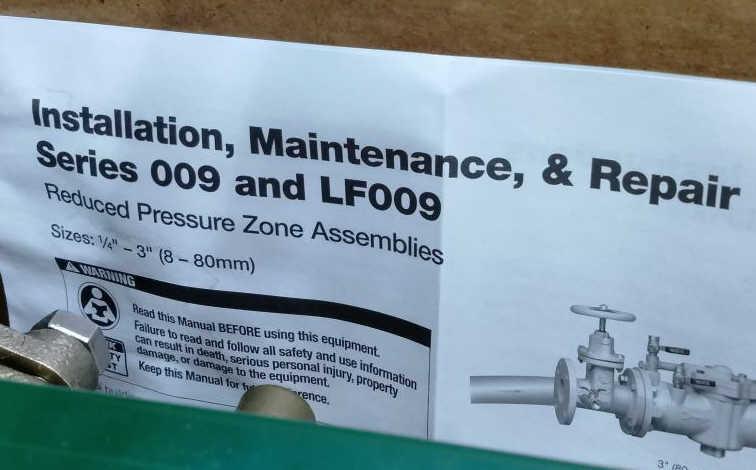 Installation, Maintenance, & Repair
Series 009 and LF009
Reduced Pressure Zone Assemblies
Sizes: ¼" – 3" (8 – 80mm)
WARNING
Read this Manual BEFORE using this equipment.
Failure to read and follow all safety and use information
can result in death, serious personal injury, property
damage, or damage to the equipment.
Keep this Manual for
3"